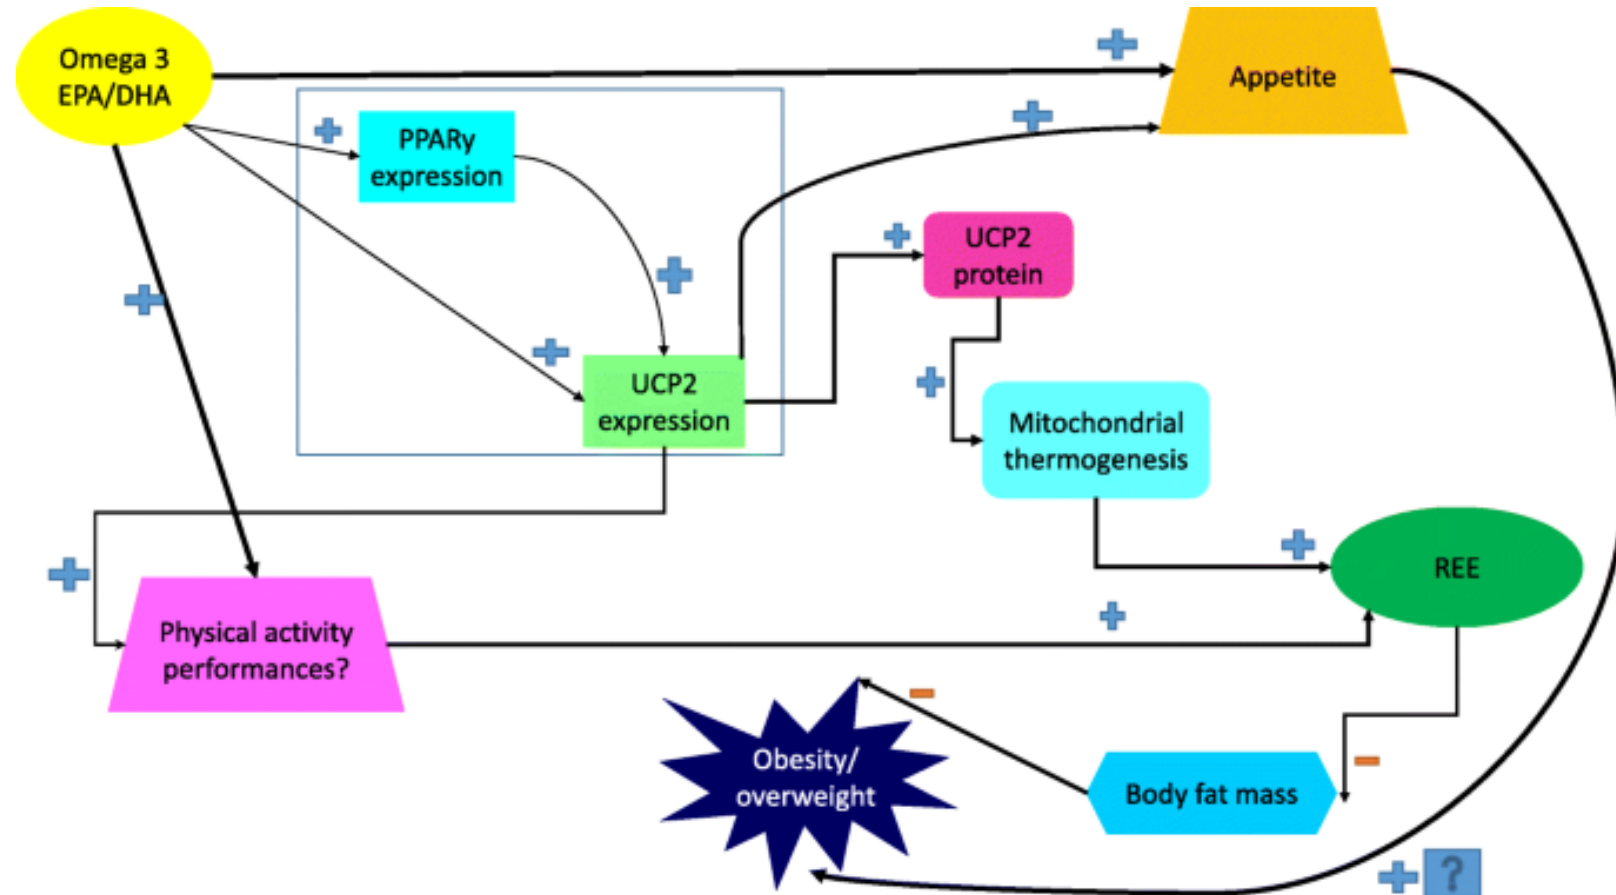 Omega 3
EPA/DHA
Appetite
PPARy
expression
UCP2
protein
UCP2
expression
Mitochondrial
thermogenesis
REE
Physical activity
performances?
Obesity/
overweight
Body fat mass
?